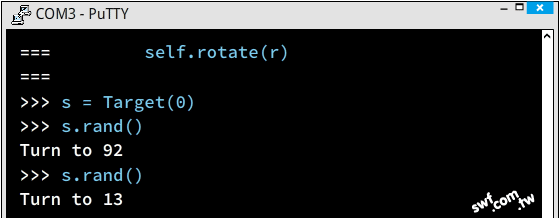 COM3 - PuTTY
===         self.rotate(r)
===
>>> s = Target(0)
>>> s.rand()
Turn to 92
>>> s.rand()
Turn to 13
swf.com.tw